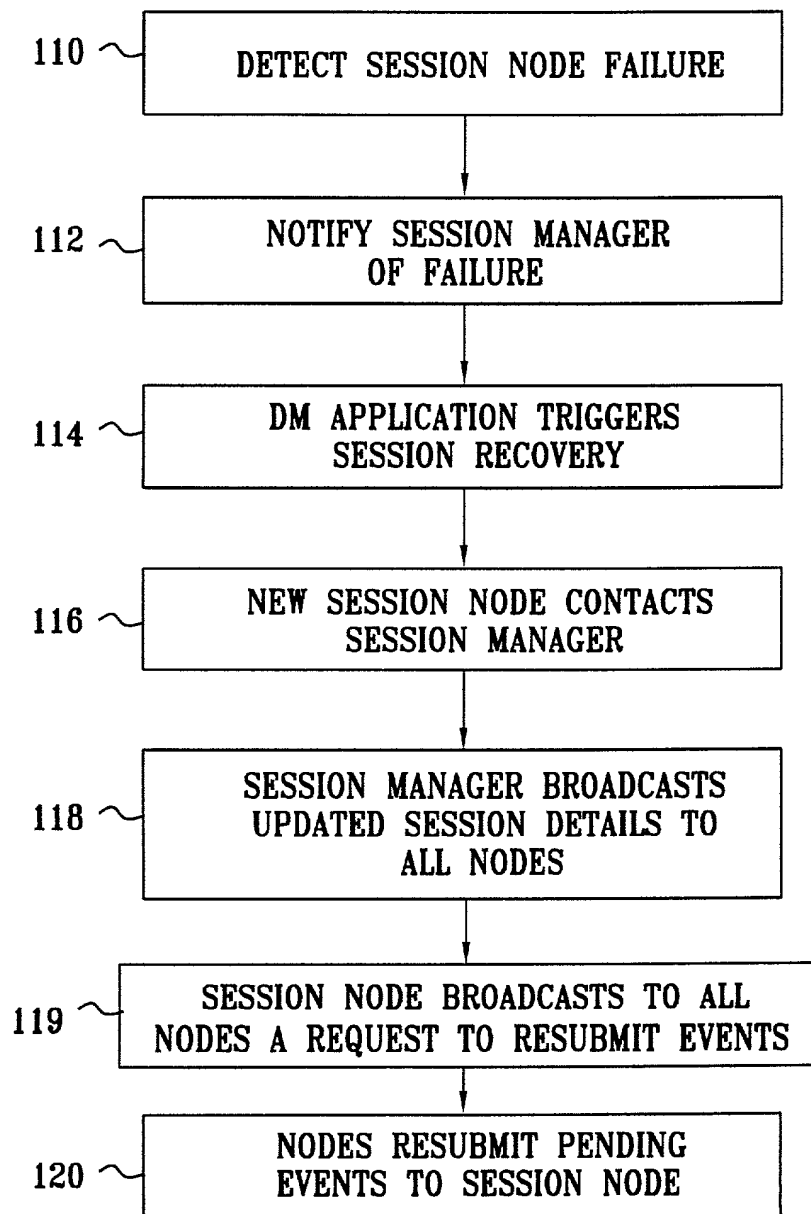 110
DETECT SESSION NODE FAILURE
112
NOTIFY SESSION MANAGER
OF FAILURE
114
DM APPLICATION TRIGGERS
SESSION RECOVERY
116
NEW SESSION NODE CONTACTS
SESSION MANAGER
118
SESSION MANAGER BROADCASTS
UPDATED SESSION DETAILS TO
ALL NODES
119
SESSION NODE BROADCASTS TO ALL
NODES A REQUEST TO RESUBMIT EVENTS
120
NODES RESUBMIT PENDING
EVENTS TO SESSION NODE